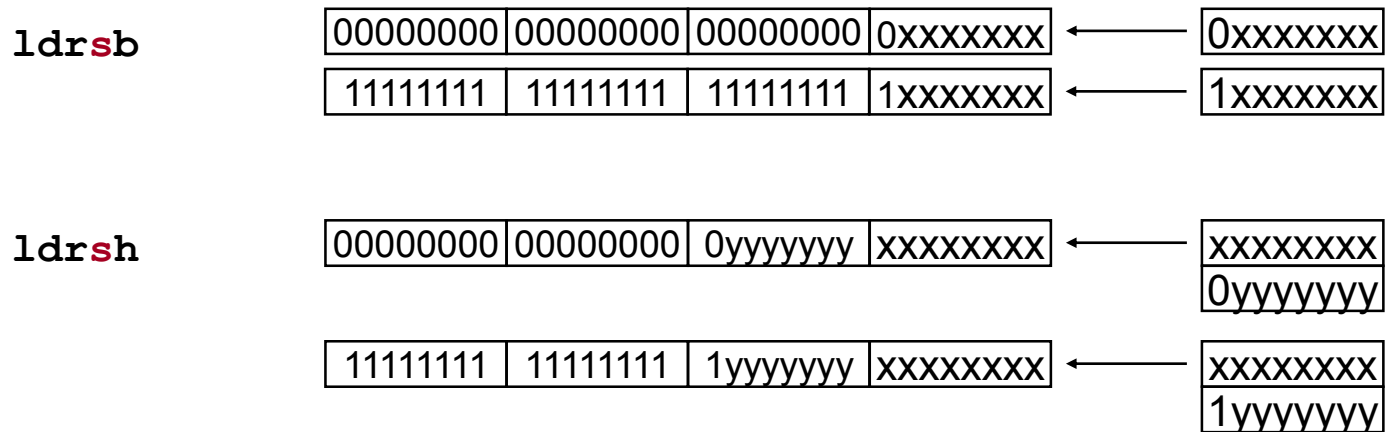 ldrsb 00000000 00000000 00000000 0xxxxxxx 0xxxxxxx
11111111 11111111 11111111 1xxxxxxx 1xxxxxxx
ldrsh 00000000 00000000 0yyyyyyy xxxxxxxx xxxxxxxx
0yyyyyyy
11111111 11111111 1yyyyyyy xxxxxxxx xxxxxxxx
1yyyyyyy